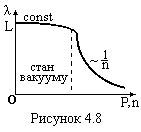 λ
const
L
~ 1/n
стан
вакууму
O
P,n
Рисунок 4.8